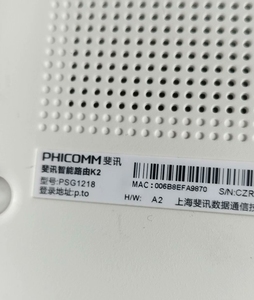 PHICOMM 斐讯
斐讯智能路由K2
型号:PSG1218
登录地址:p.to
MAC:006B8EFA9870
S/N:CZR
H/W: A2
上海斐讯数据通信技